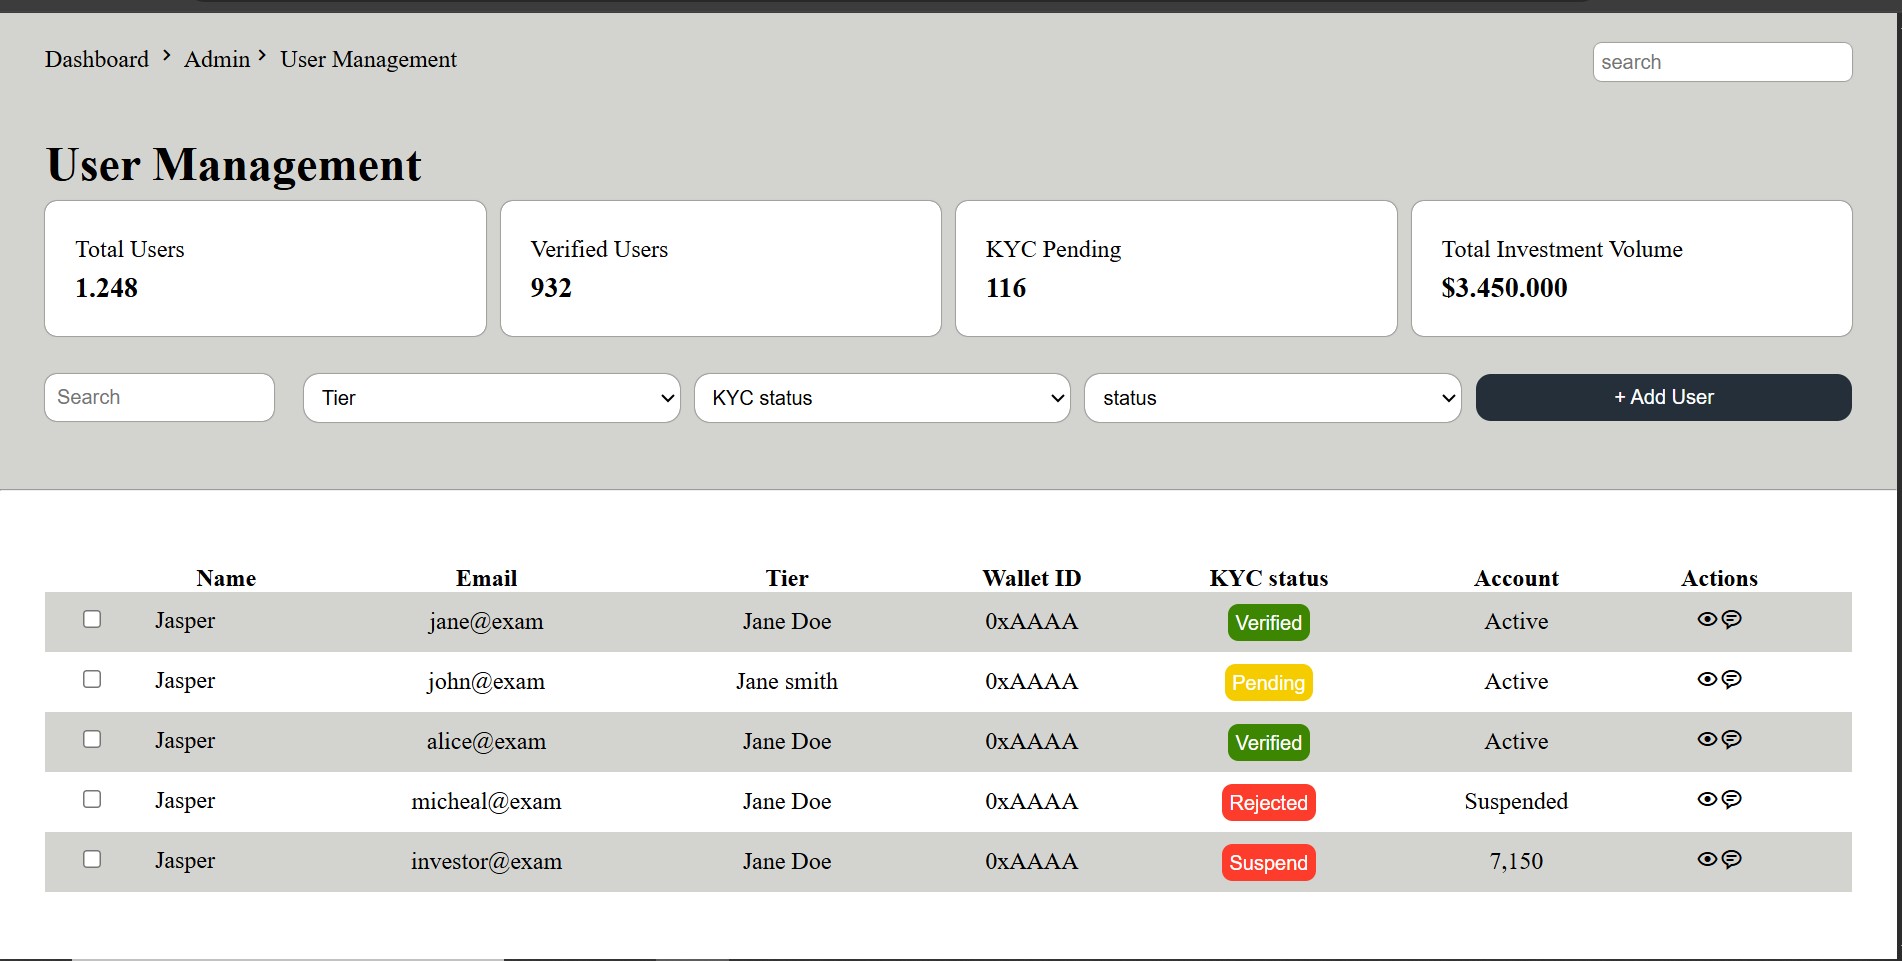 Dashboard > Admin > User Management
search
User Management
Total Users
1.248
Verified Users
932
KYC Pending
116
Total Investment Volume
$3.450.000
Search
Tier
KYC status
status
+ Add User
Name Email Tier Wallet ID KYC status Account Actions
Jasper jane@exam Jane Doe 0xAAAA Verified Active
Jasper john@exam Jane smith 0xAAAA Pending Active
Jasper alice@exam Jane Doe 0xAAAA Verified Active
Jasper micheal@exam Jane Doe 0xAAAA Rejected Suspended
Jasper investor@exam Jane Doe 0xAAAA Suspend 7,150